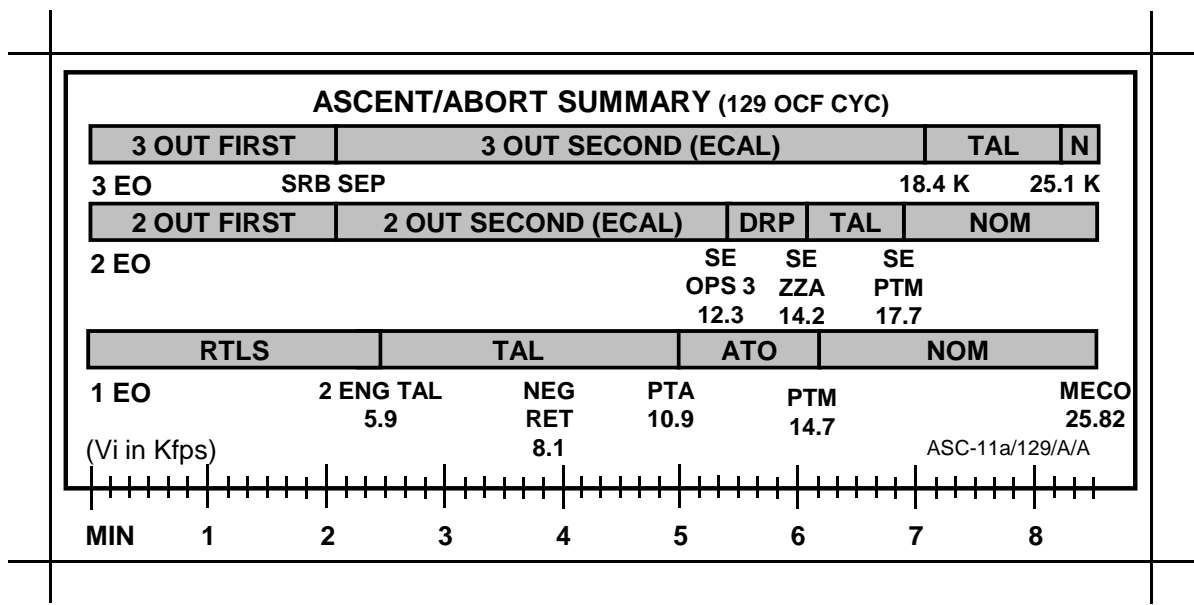 ASCENT/ABORT SUMMARY (129 OCF CYC)
3 OUT FIRST 3 OUT SECOND (ECAL) TAL N
3 EO SRB SEP 18.4 K 25.1 K
2 OUT FIRST 2 OUT SECOND (ECAL) DRP TAL NOM
2 EO SE SE SE
OPS 3 ZZA PTM
12.3 14.2 17.7
RTLS TAL ATO NOM
1 EO 2 ENG TAL NEG PTA PTM MECO
5.9 RET 10.9 14.7 25.82
(Vi in Kfps) 8.1 ASC-11a/129/A/A
MIN 1 2 3 4 5 6 7 8